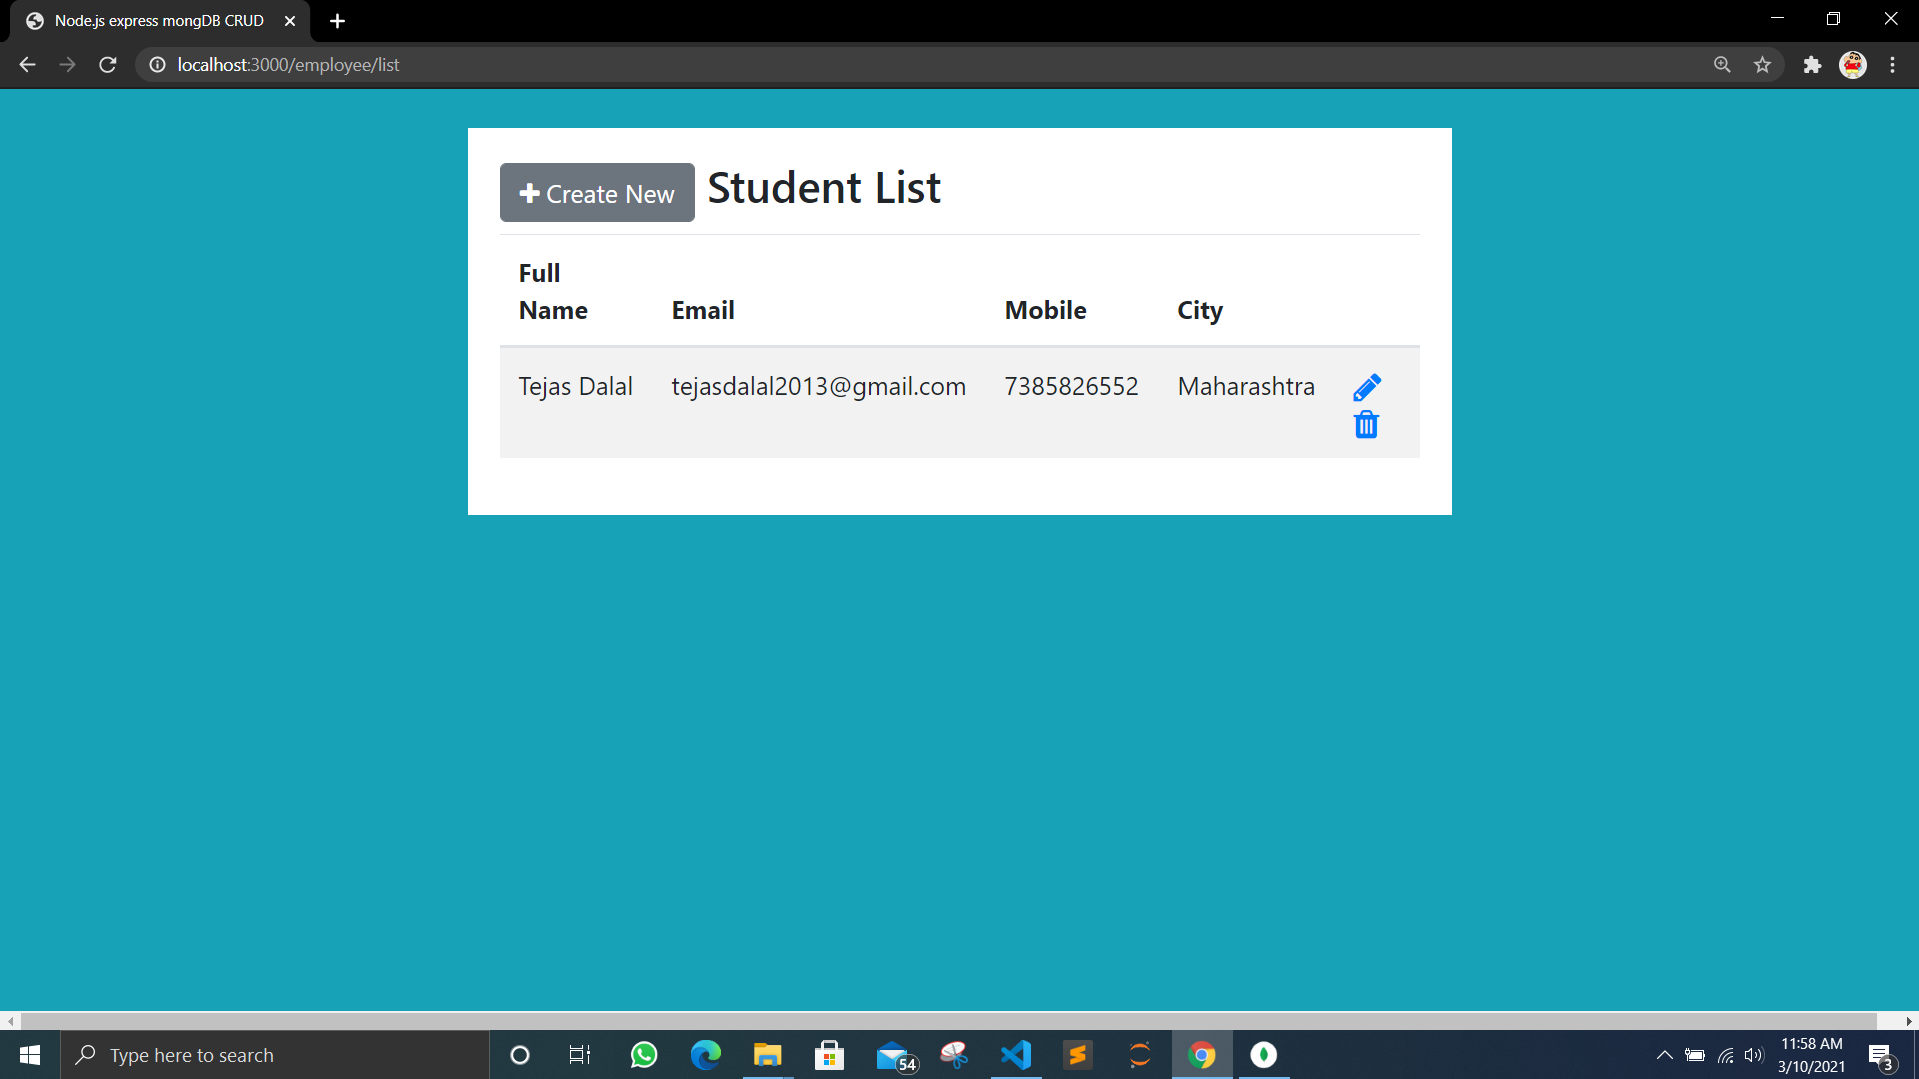 Node.js express mongDB CRUD
localhost:3000/employee/list
Create New
Student List
Full Name
Email
Mobile
City
Tejas Dalal
tejasdalal2013@gmail.com
7385826552
Maharashtra
Type here to search
54
11:58 AM
3/10/2021
3